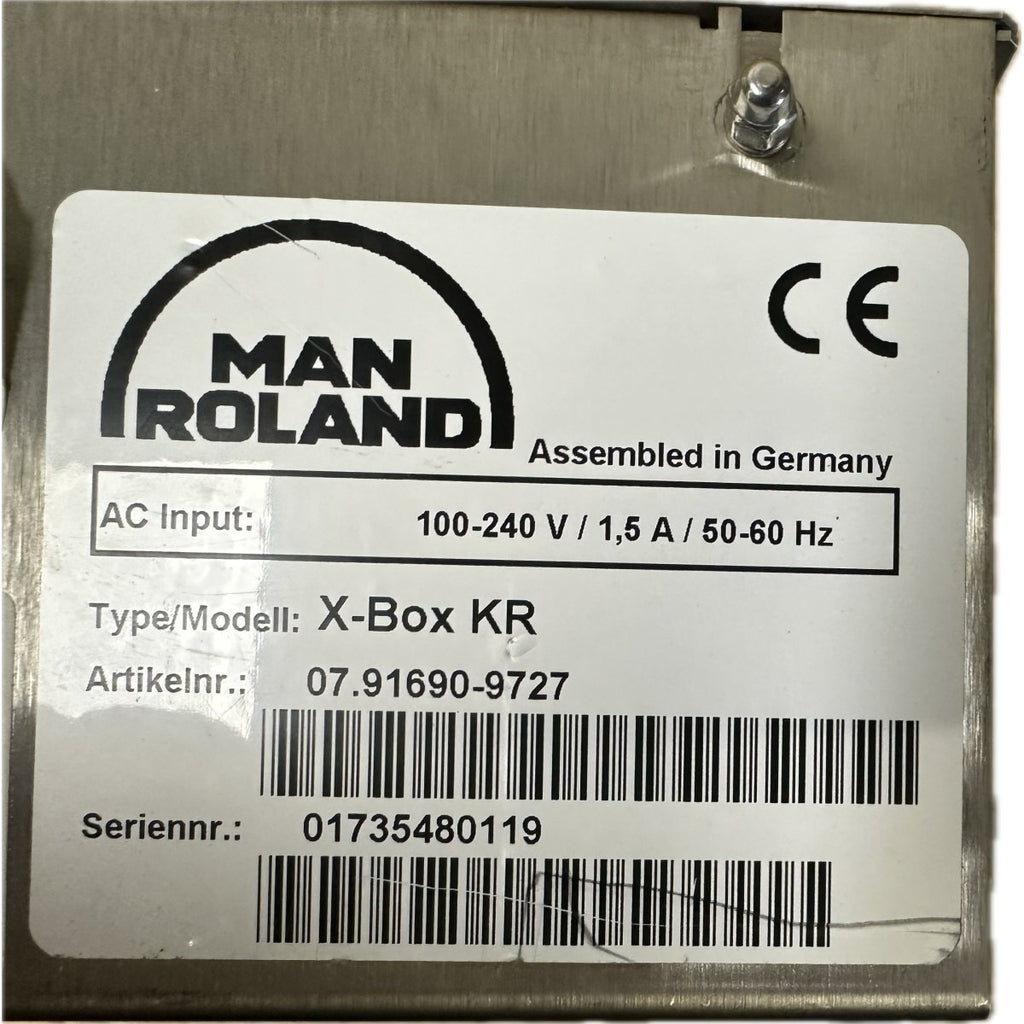 MAN
ROLAND
CE
Assembled in Germany
AC Input: 100-240 V / 1,5 A / 50-60 Hz
Type/Modell: X-Box KR
Artikelnr.: 07.91690-9727
Seriennr.: 01735480119